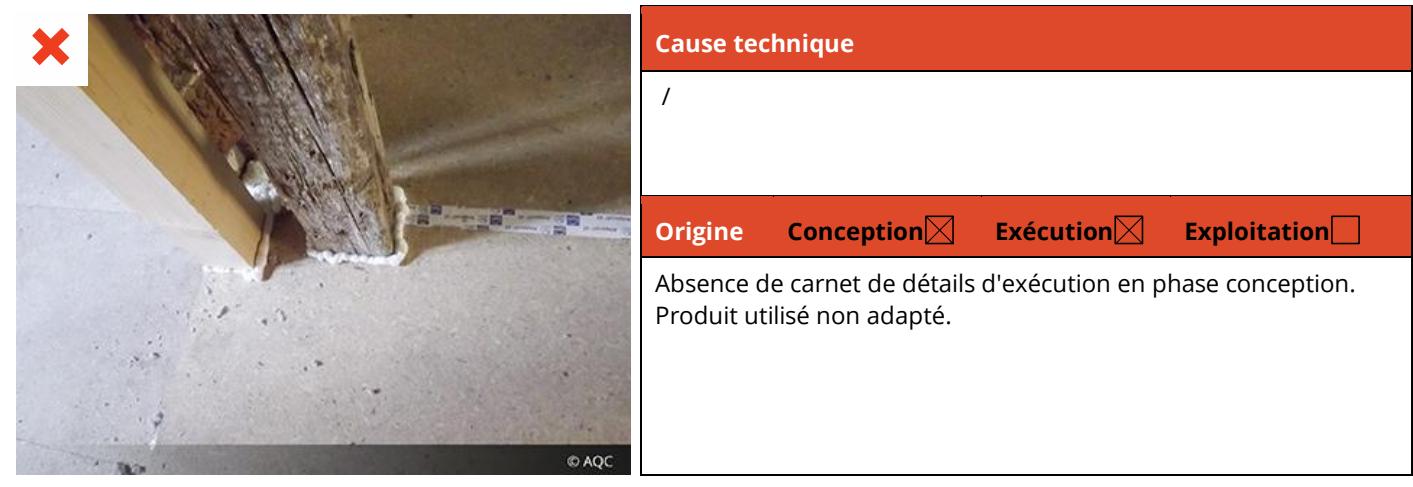 Cause technique
/
Origine Conception☒ Exécution☒ Exploitation☐
Absence de carnet de détails d'exécution en phase conception.
Produit utilisé non adapté.
© AQC